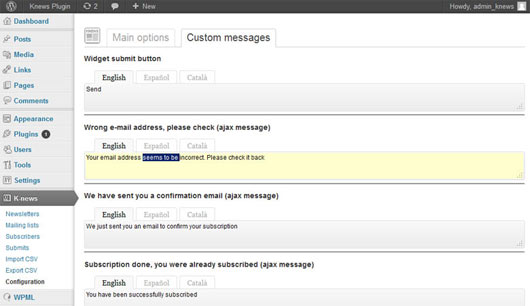 Knews Plugin 2 + New Howdy, admin_knews
Dashboard
Posts
Media
Links
Pages
Comments
Appearance
Plugins 1
Users
Tools
Settings
K-news
Newsletters
Mailing lists
Subscribers
Submits
Import CSV
Export CSV
Configuration
WPML
Main options Custom messages
Widget submit button
English Español Català
Send
Wrong e-mail address, please check (ajax message)
English Español Català
Your email address seems to be incorrect. Please check it back
We have sent you a confirmation email (ajax message)
English Español Català
We just sent you an email to confirm your subscription
Subscription done, you were already subscribed (ajax message)
English Español Català
You have been successfully subscribed